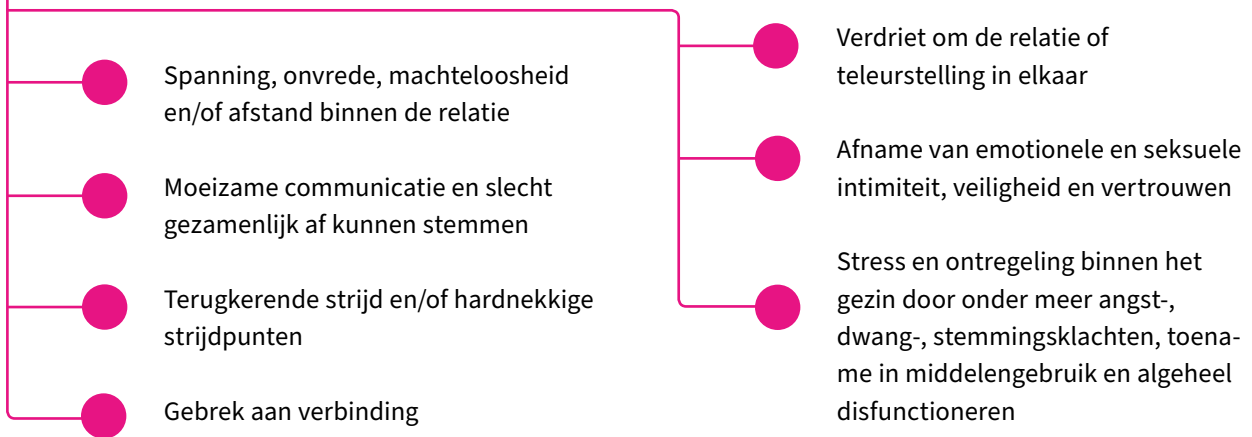 Spanning, onvrede, machteloosheid
en/of afstand binnen de relatie
Moeizame communicatie en slecht
gezamenlijk af kunnen stemmen
Terugkerende strijd en/of hardnekkige
strijdpunten
Gebrek aan verbinding
Verdriet om de relatie of
teleurstelling in elkaar
Afname van emotionele en seksuele
intimiteit, veiligheid en vertrouwen
Stress en ontregeling binnen het
gezin door onder meer angst-,
dwang-, stemmingsklachten, toena-
me in middelengebruik en algeheel
disfunctioneren